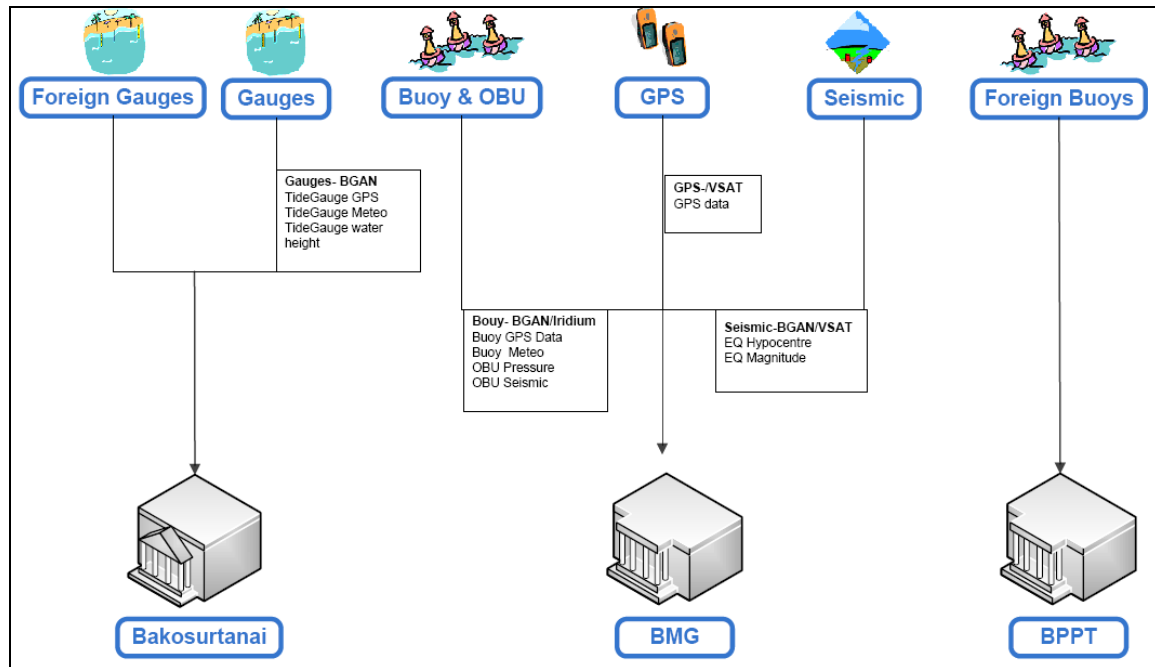 Foreign Gauges
Gauges
Buoy & OBU
GPS
Seismic
Foreign Buoys
Gauges- BGAN
TideGauge GPS
TideGauge Meteo
TideGauge water
height
GPS-/VSAT
GPS data
Bouy- BGAN/Iridium
Buoy GPS Data
Buoy Meteo
OBU Pressure
OBU Seismic
Seismic-BGAN/VSAT
EQ Hypocentre
EQ Magnitude
Bakosurtanai
BMG
BPPT